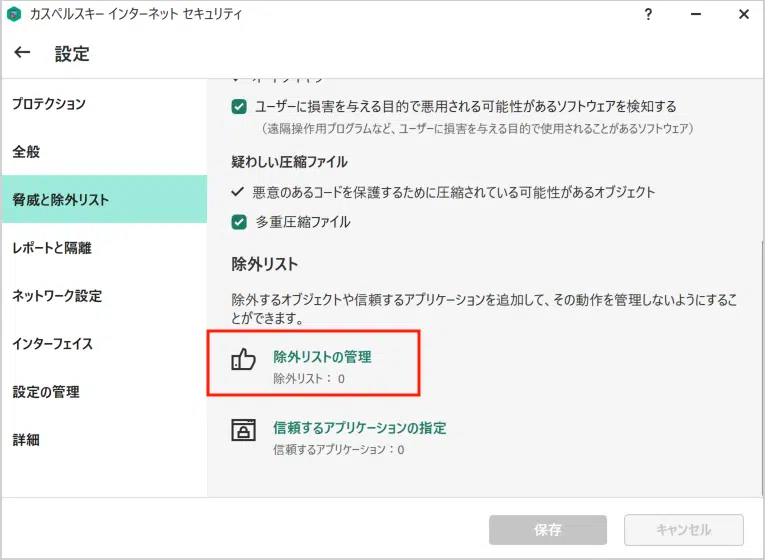 カスペルスキー インターネット セキュリティ
?
設定
プロテクション
全般
脅威と除外リスト
レポートと隔離
ネットワーク設定
インターフェイス
設定の管理
詳細
ユーザーに損害を与える目的で悪用される可能性があるソフトウェアを検知する
（遠隔操作用プログラムなど、ユーザーに損害を与える目的で使用されることがあるソフトウェア）
疑わしい圧縮ファイル
悪意のあるコードを保護するために圧縮されている可能性があるオブジェクト
多重圧縮ファイル
除外リスト
除外するオブジェクトや信頼するアプリケーションを追加して、その動作を管理しないようにするこ
とができます。
除外リストの管理
除外リスト： 0
信頼するアプリケーションの指定
信頼するアプリケーション：0
保存
キャンセル